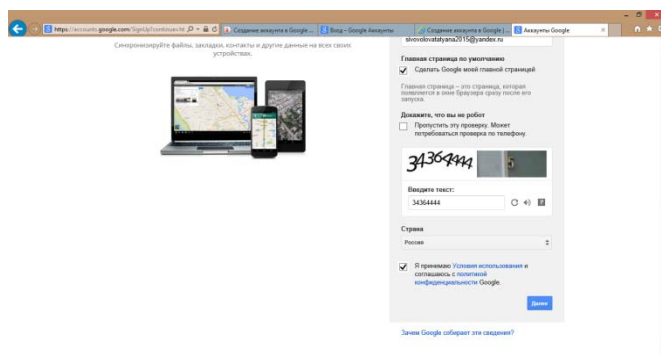 https://accounts.google.com/SignUp?continue=ht
Создание аккаунта в Google ...
Вход – Google Аккаунты
Создание аккаунта в Google | ...
Аккаунты Google
Синхронизируйте файлы, закладки, контакты и другие данные на всех своих
устройствах.
sivovolovatatyana2015@yandex.ru
Главная страница по умолчанию
Сделать Google моей главной страницей
Главная страница – это страница, которая
появляется в окне браузера сразу после его
запуска.
Докажите, что вы не робот
Пропустить эту проверку. Может
потребоваться проверка по телефону.
34364444
Введите текст:
34364444
Страна
Россия
Я принимаю Условия использования и
соглашаюсь с политикой
конфиденциальности Google.
Далее
Зачем Google собирает эти сведения?